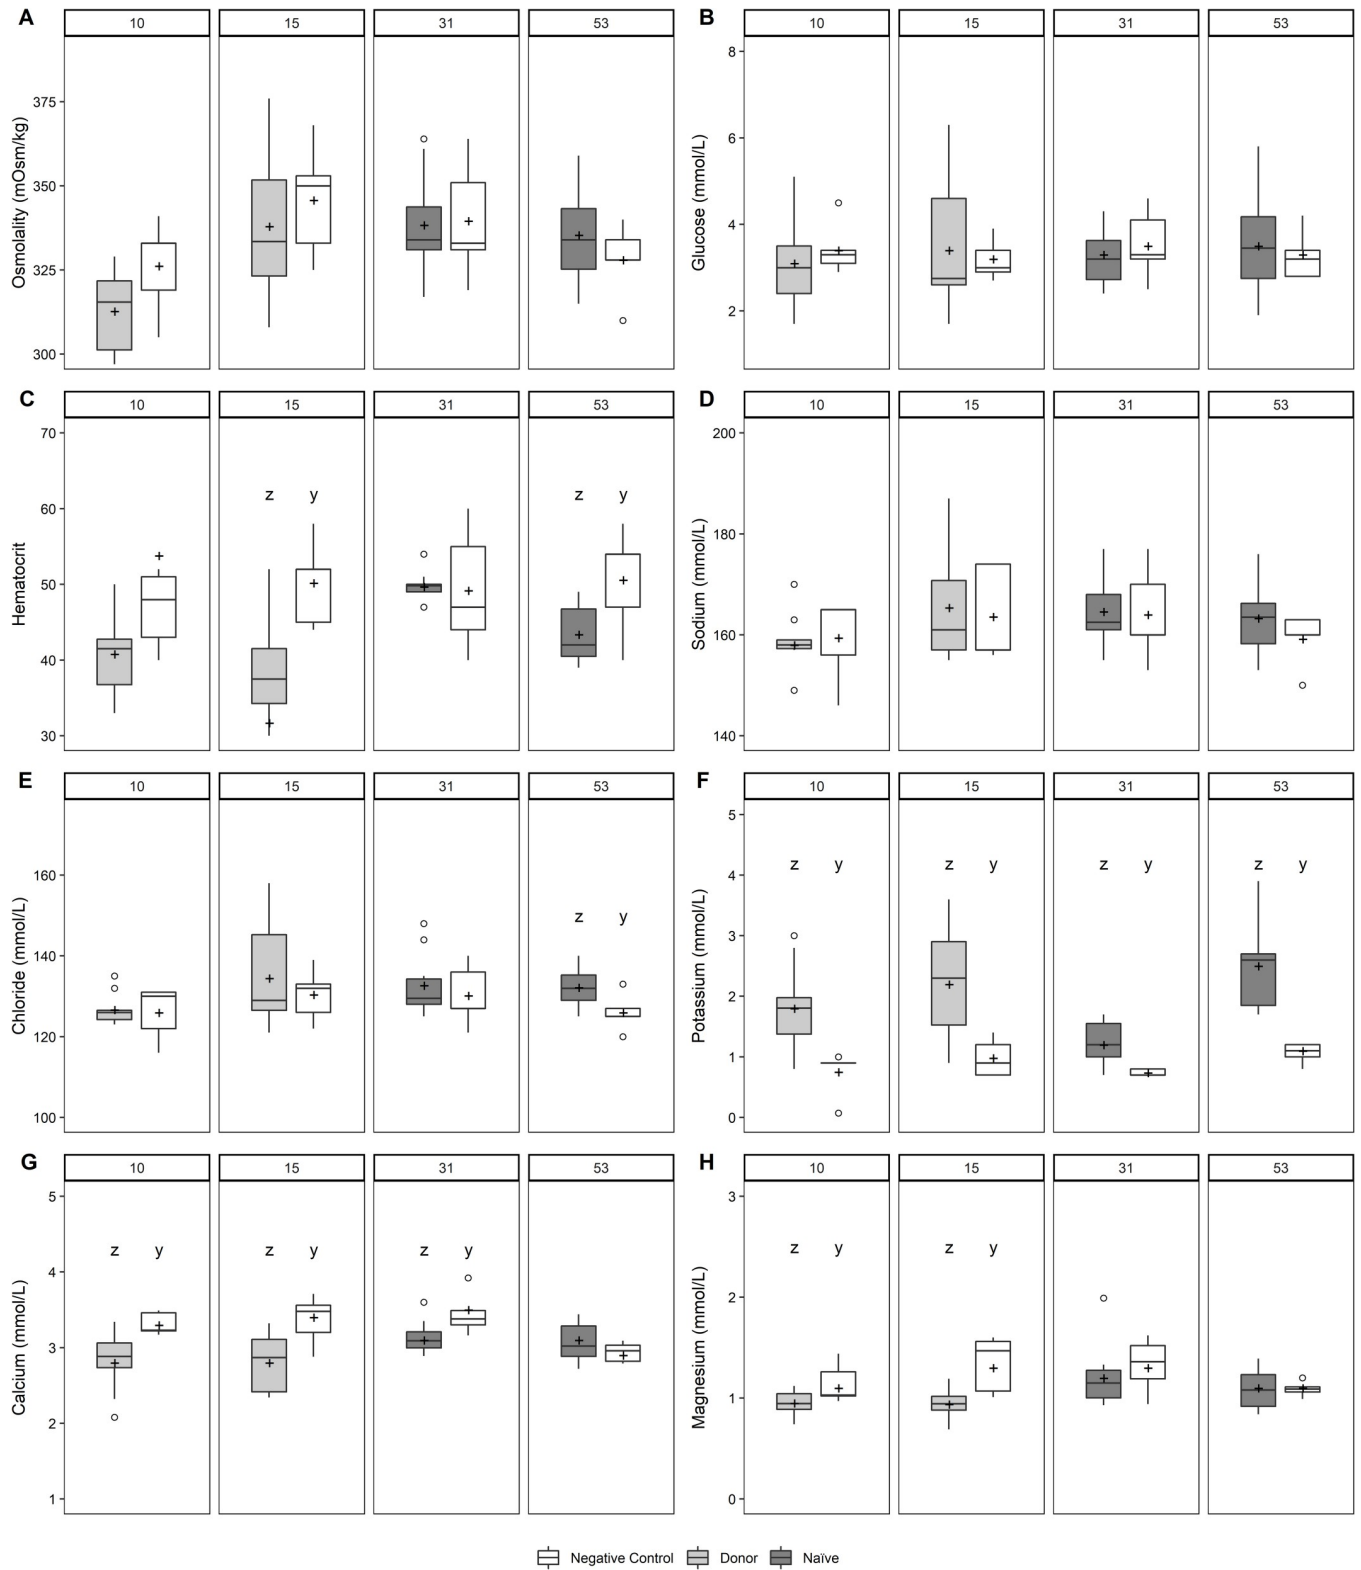 A 10 15 31 53
Osmolality (mOsm/kg)
375
350
325
300
B 10 15 31 53
Glucose (mmol/L)
8
6
4
2
C 10 15 31 53
Hematocrit
70
60
50
40
30
z y z y
D 10 15 31 53
Sodium (mmol/L)
200
180
160
140
E 10 15 31 53
Chloride (mmol/L)
160
140
120
100
z y
F 10 15 31 53
Potassium (mmol/L)
5
4
3
2
1
0
z y z y z y z y
G 10 15 31 53
Calcium (mmol/L)
5
4
3
2
1
z y z y z y
H 10 15 31 53
Magnesium (mmol/L)
3
2
1
0
z y z y
Negative Control Donor Naïve